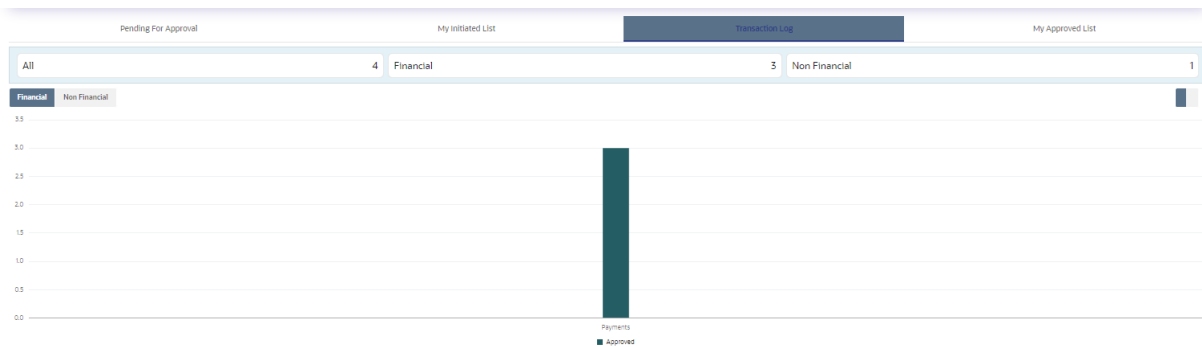 Pending For Approval My Initiated List Transaction Log My Approved List
All 4 Financial 3 Non Financial 1
Financial Non Financial
3.5
3.0
2.5
2.0
1.5
1.0
0.5
0.0
Payments
Approved